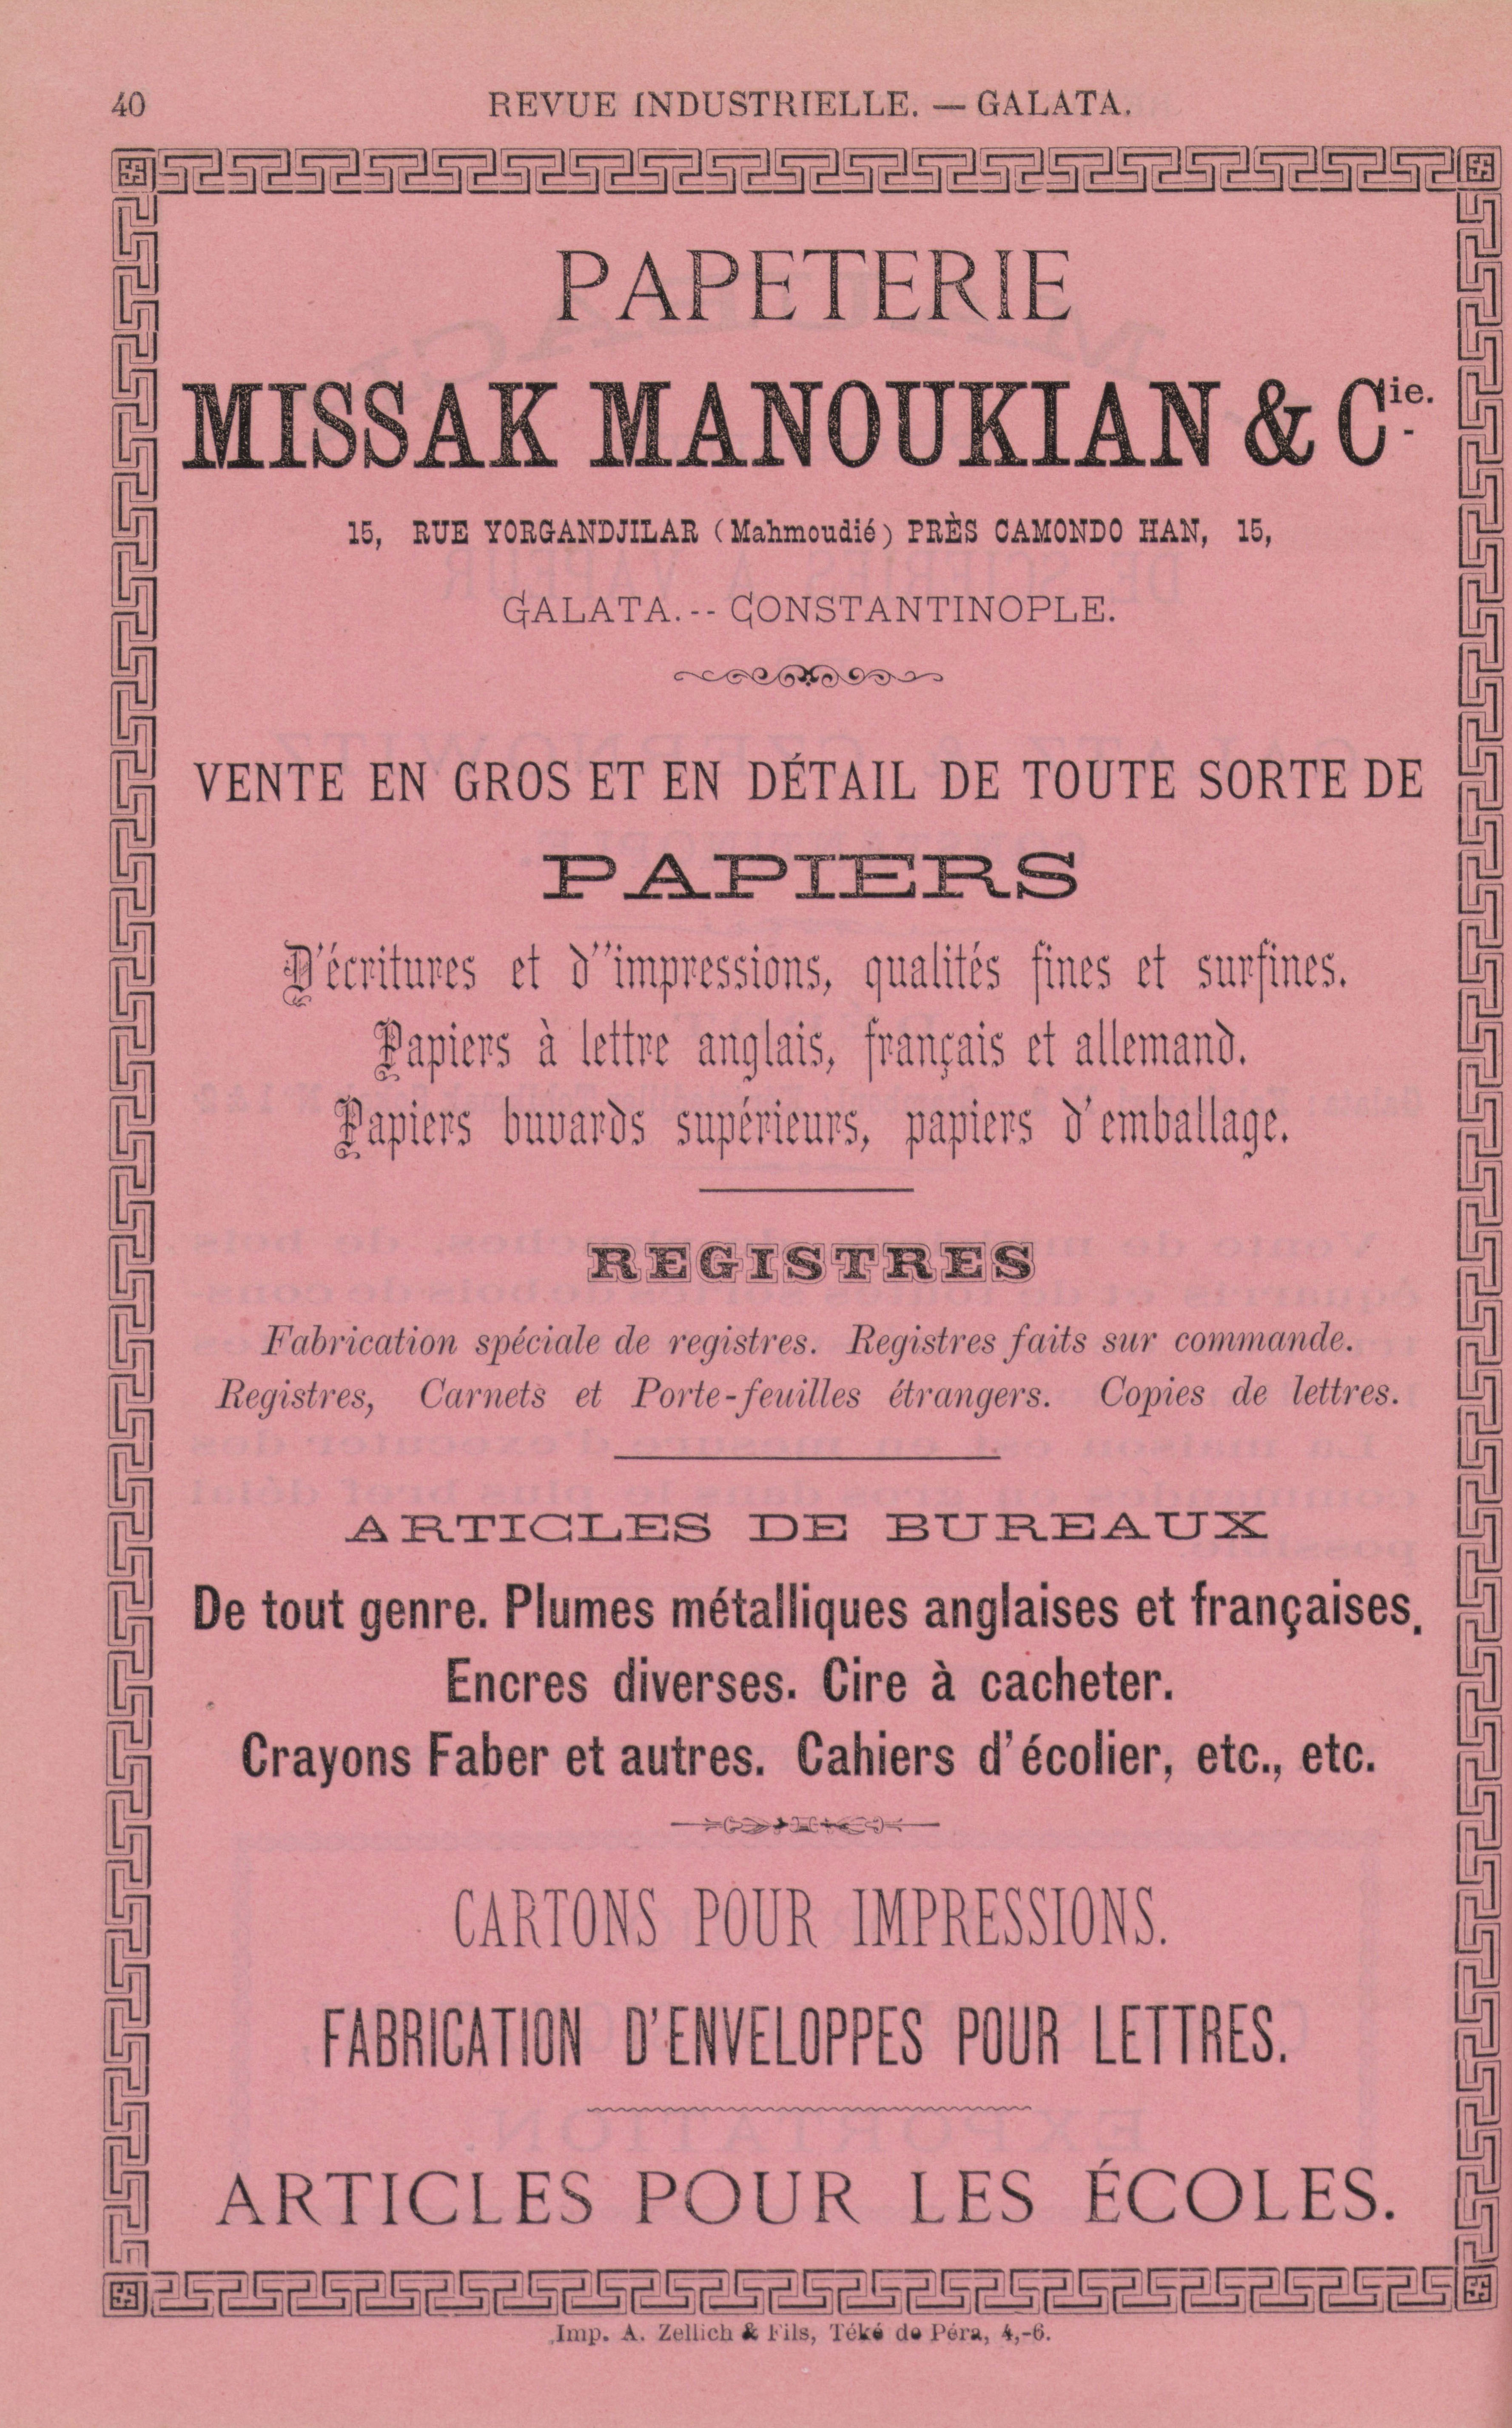 40
REVUE INDUSTRIELLE. — GALATA.
PAPETERIE
MISSAK MANOUKIAN & Cie.
15, RUE YORGANDJILAR (Mahmoudié) PRÈS CAMONDO HAN, 15,
GALATA.-- CONSTANTINOPLE.
VENTE EN GROS ET EN DÉTAIL DE TOUTE SORTE DE
PAPIERS
D'écritures et d''impressions, qualités fines et surfines.
Papiers à lettre anglais, français et allemand.
Papiers buvards supérieurs, papiers d'emballage.
REGISTRES
Fabrication spéciale de registres. Registres faits sur commande.
Registres, Carnets et Porte-feuilles étrangers. Copies de lettres.
ARTICLES DE BUREAUX
De tout genre. Plumes métalliques anglaises et françaises.
Encres diverses. Cire à cacheter.
Crayons Faber et autres. Cahiers d'écolier, etc., etc.
CARTONS POUR IMPRESSIONS.
FABRICATION D'ENVELOPPES POUR LETTRES.
ARTICLES POUR LES ÉCOLES.
Imp. A. Zellich & Fils, Téké de Péra, 4,-6.